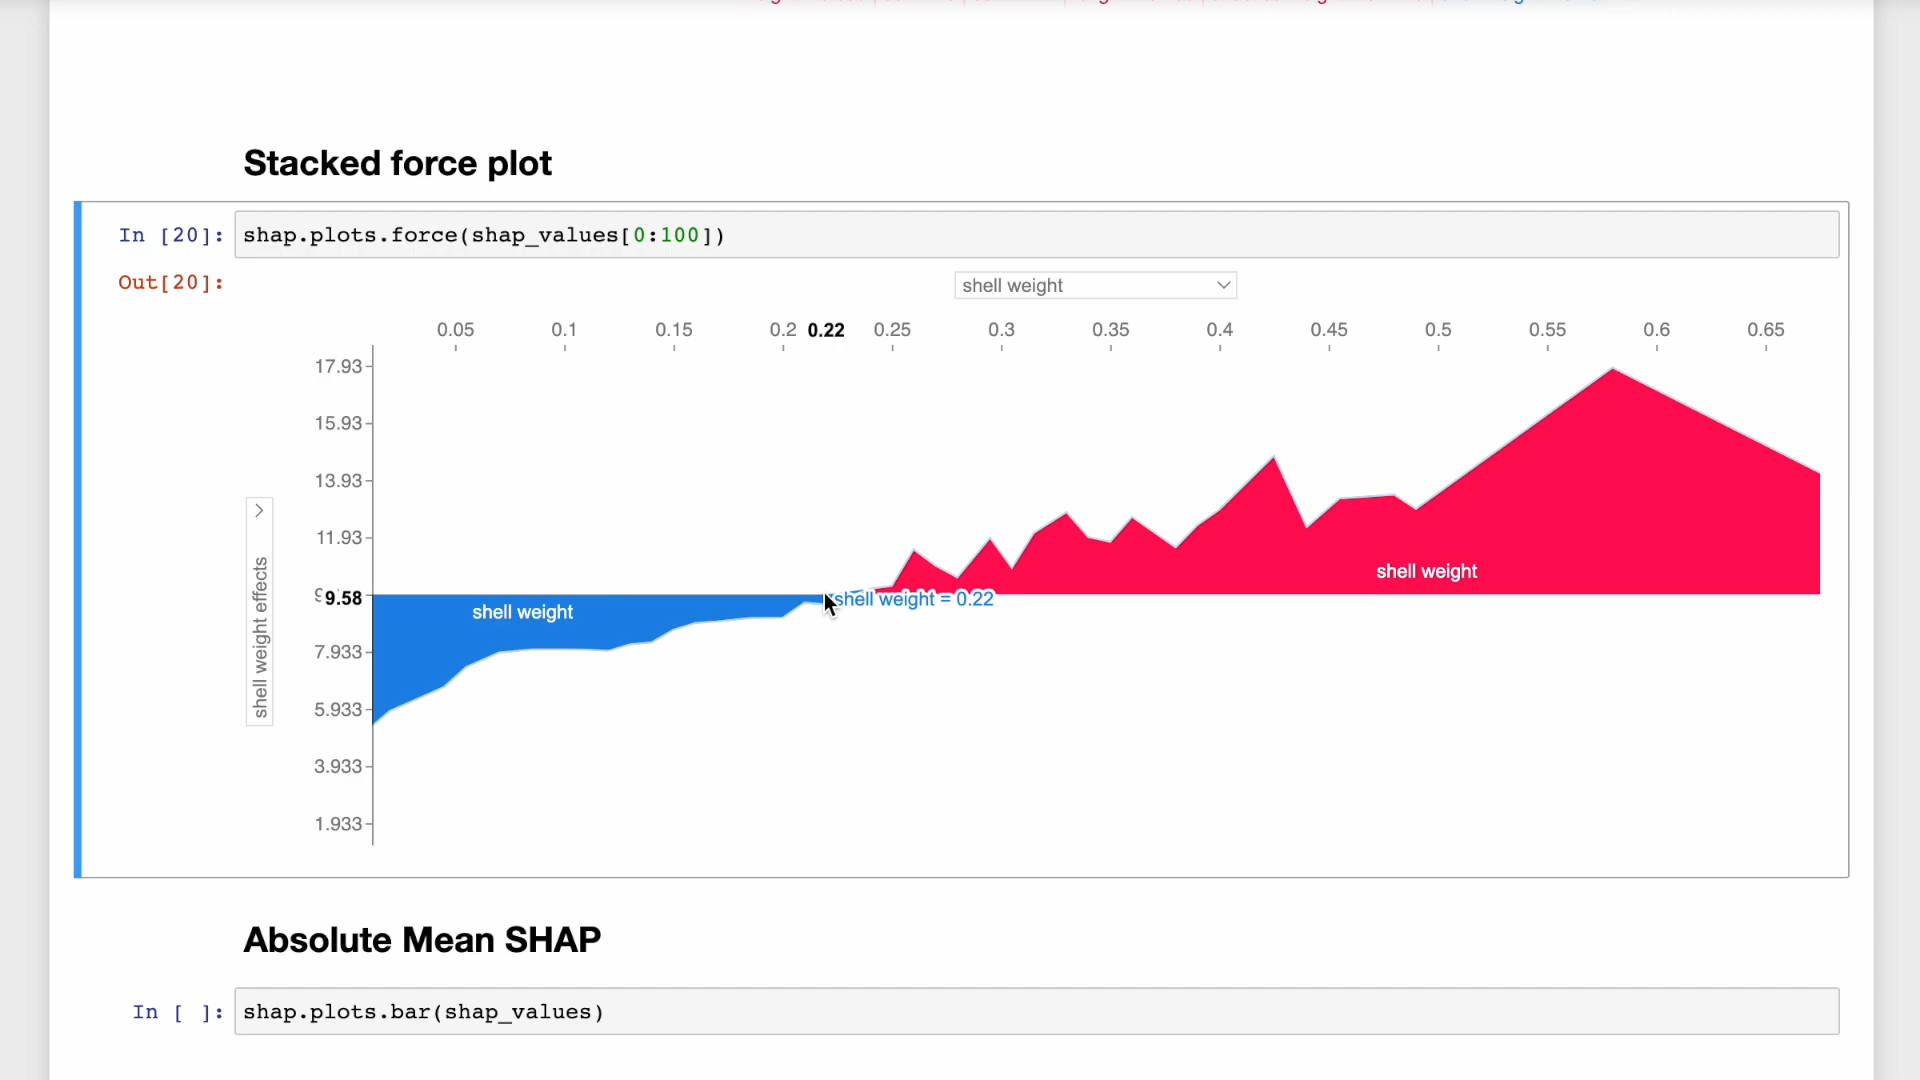 Stacked force plot
In [20]: shap.plots.force(shap_values[0:100])
Out[20]:
shell weight
0.05 0.1 0.15 0.2 0.22 0.25 0.3 0.35 0.4 0.45 0.5 0.55 0.6 0.65
17.93
15.93
13.93
11.93
9.58
7.933
5.933
3.933
1.933
shell weight effects
shell weight
shell weight = 0.22
shell weight
Absolute Mean SHAP
In [ ]: shap.plots.bar(shap_values)